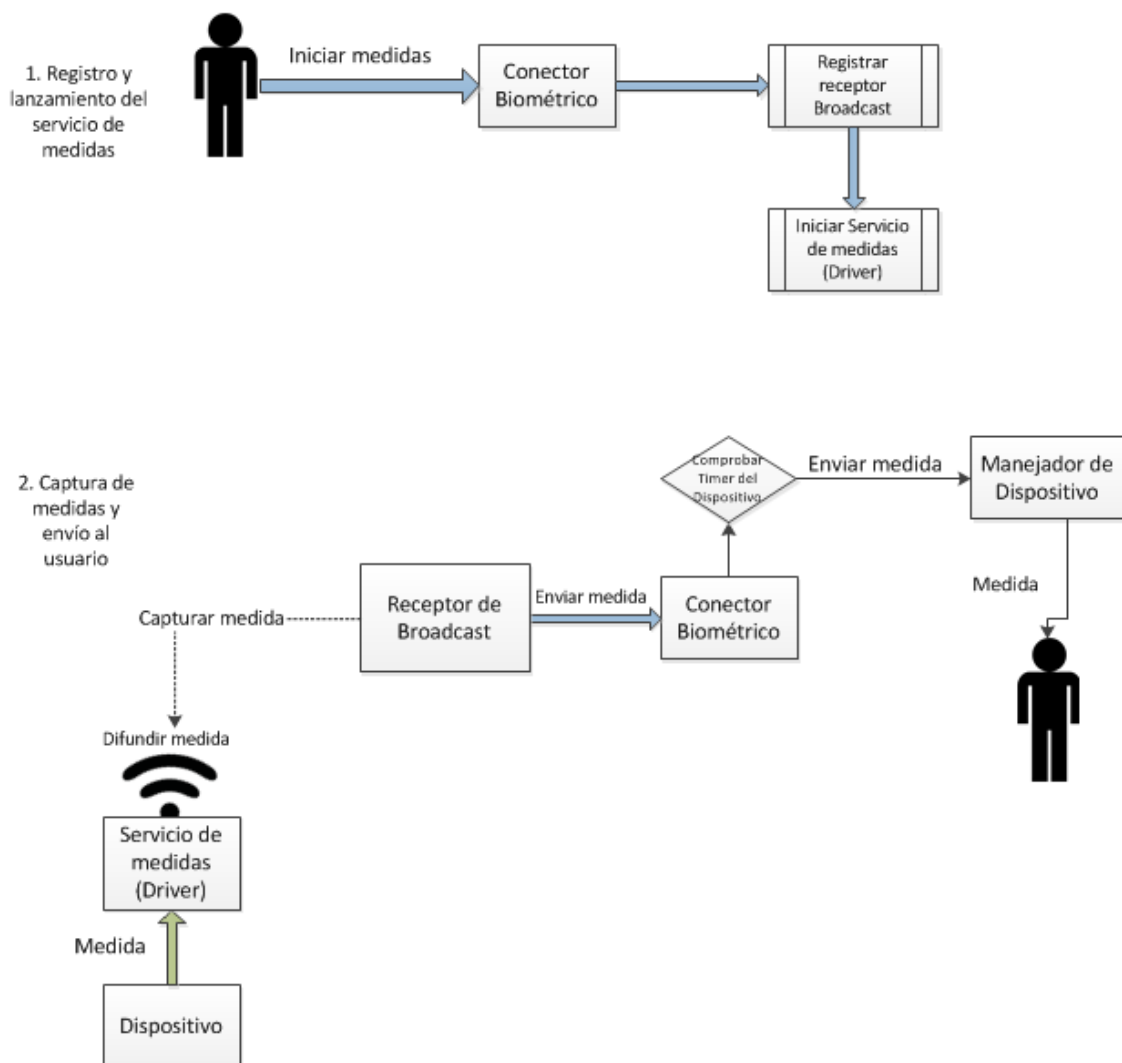 1. Registro y
lanzamiento del
servicio de
medidas
Iniciar medidas
Conector
Biométrico
Registrar
receptor
Broadcast
Iniciar Servicio
de medidas
(Driver)
2. Captura de
medidas y
envío al
usuario
Comprobar
Timer del
Dispositivo
Enviar medida
Manejador de
Dispositivo
Medida
Capturar medida
Receptor de
Broadcast
Enviar medida
Conector
Biométrico
Difundir medida
Servicio de
medidas
(Driver)
Medida
Dispositivo